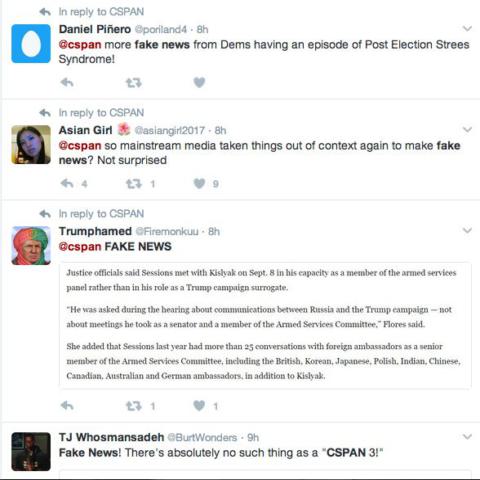 In reply to CSPAN
Daniel Piñero @poriland4 · 8h
@cspan more fake news from Dems having an episode of Post Election Strees
Syndrome!
In reply to CSPAN
Asian Girl 🌺 @asiangirl2017 · 8h
@cspan so mainstream media taken things out of context again to make fake
news? Not surprised
4 1 9
In reply to CSPAN
Trumphamed @Firemonkuu · 8h
@cspan FAKE NEWS
Justice officials said Sessions met with Kislyak on Sept. 8 in his capacity as a member of the armed services
panel rather than in his role as a Trump campaign surrogate.
"He was asked during the hearing about communications between Russia and the Trump campaign — not
about meetings he took as a senator and a member of the Armed Services Committee," Flores said.
She added that Sessions last year had more than 25 conversations with foreign ambassadors as a senior
member of the Armed Services Committee, including the British, Korean, Japanese, Polish, Indian, Chinese,
Canadian, Australian and German ambassadors, in addition to Kislyak.
1 1
TJ Whosmansadeh @BurtWonders · 9h
Fake News! There's absolutely no such thing as a "CSPAN 3!"